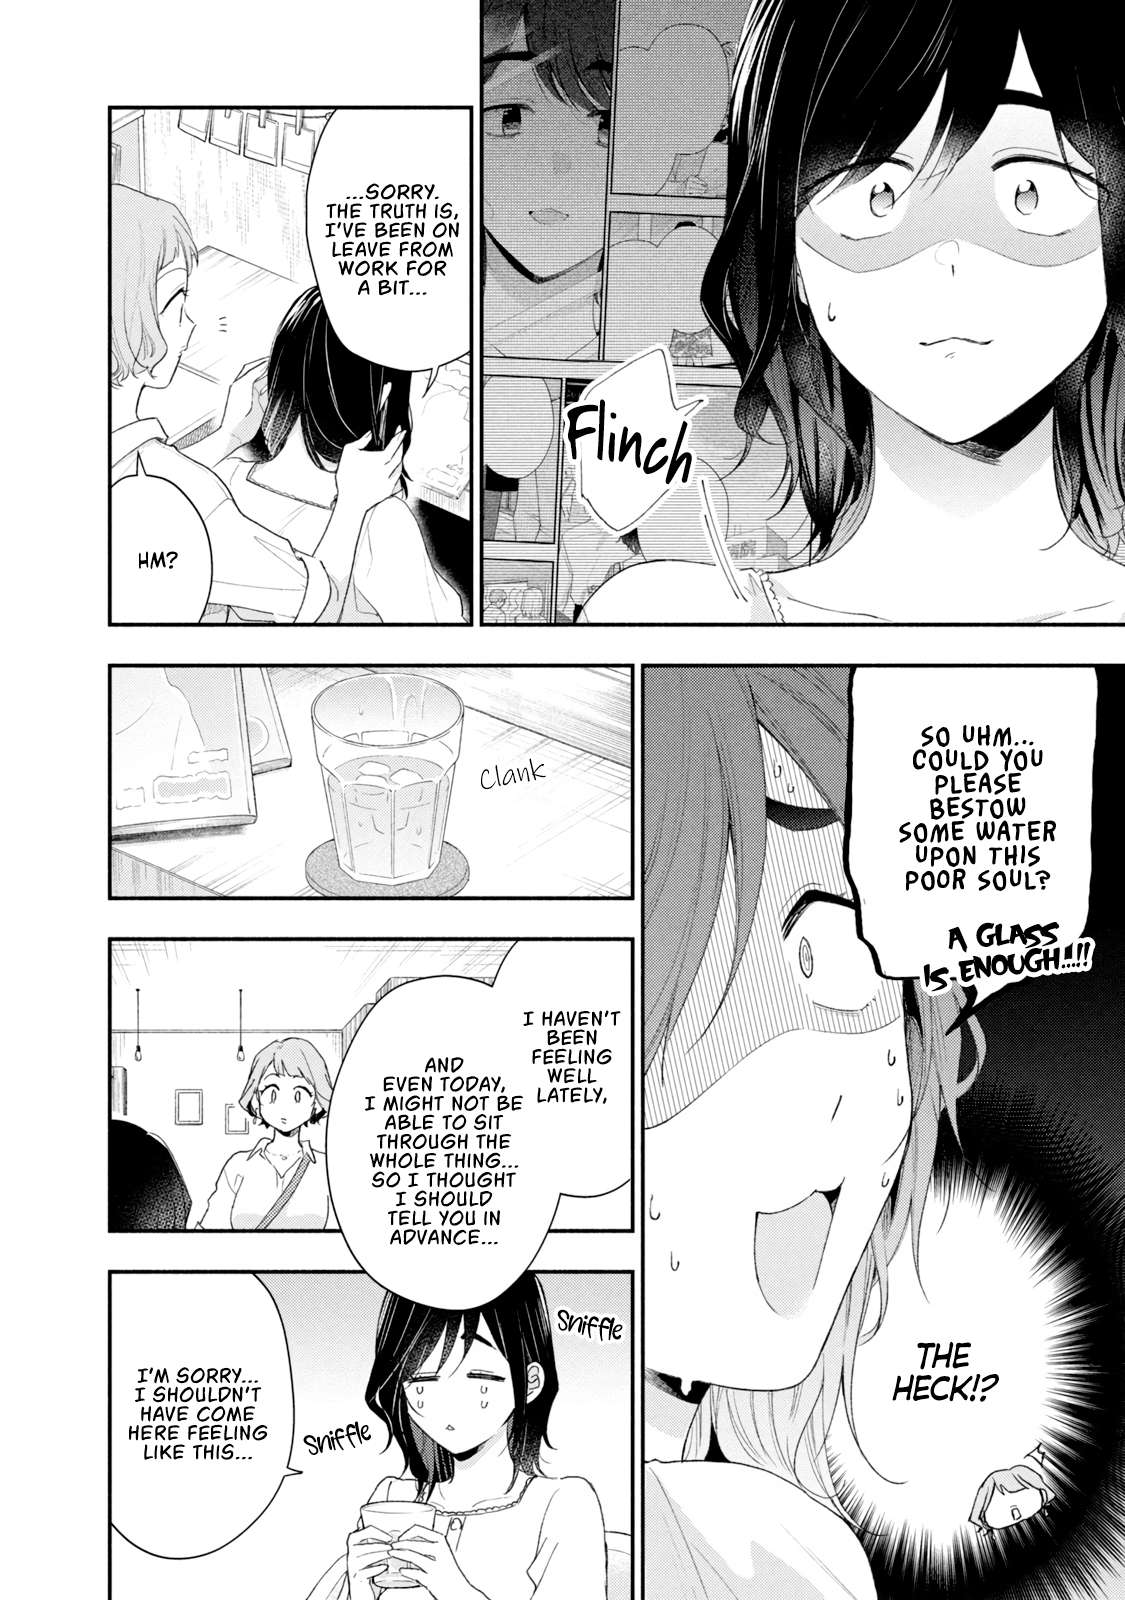 Flinch
...SORRY.
THE TRUTH IS,
I'VE BEEN ON
LEAVE FROM
WORK FOR
A BIT...
HM?
SO UHM...
COULD YOU
PLEASE
BESTOW
SOME WATER
UPON THIS
POOR SOUL?
A GLASS
IS ENOUGH...!!
THE
HECK!?
Clank
I HAVEN'T
BEEN
FEELING
WELL
LATELY,
AND
EVEN TODAY,
I MIGHT NOT BE
ABLE TO SIT
THROUGH THE
WHOLE THING...
SO I THOUGHT
I SHOULD
TELL YOU IN
ADVANCE...
Sniffle
Sniffle
I'M SORRY...
I SHOULDN'T
HAVE COME
HERE FEELING
LIKE THIS...